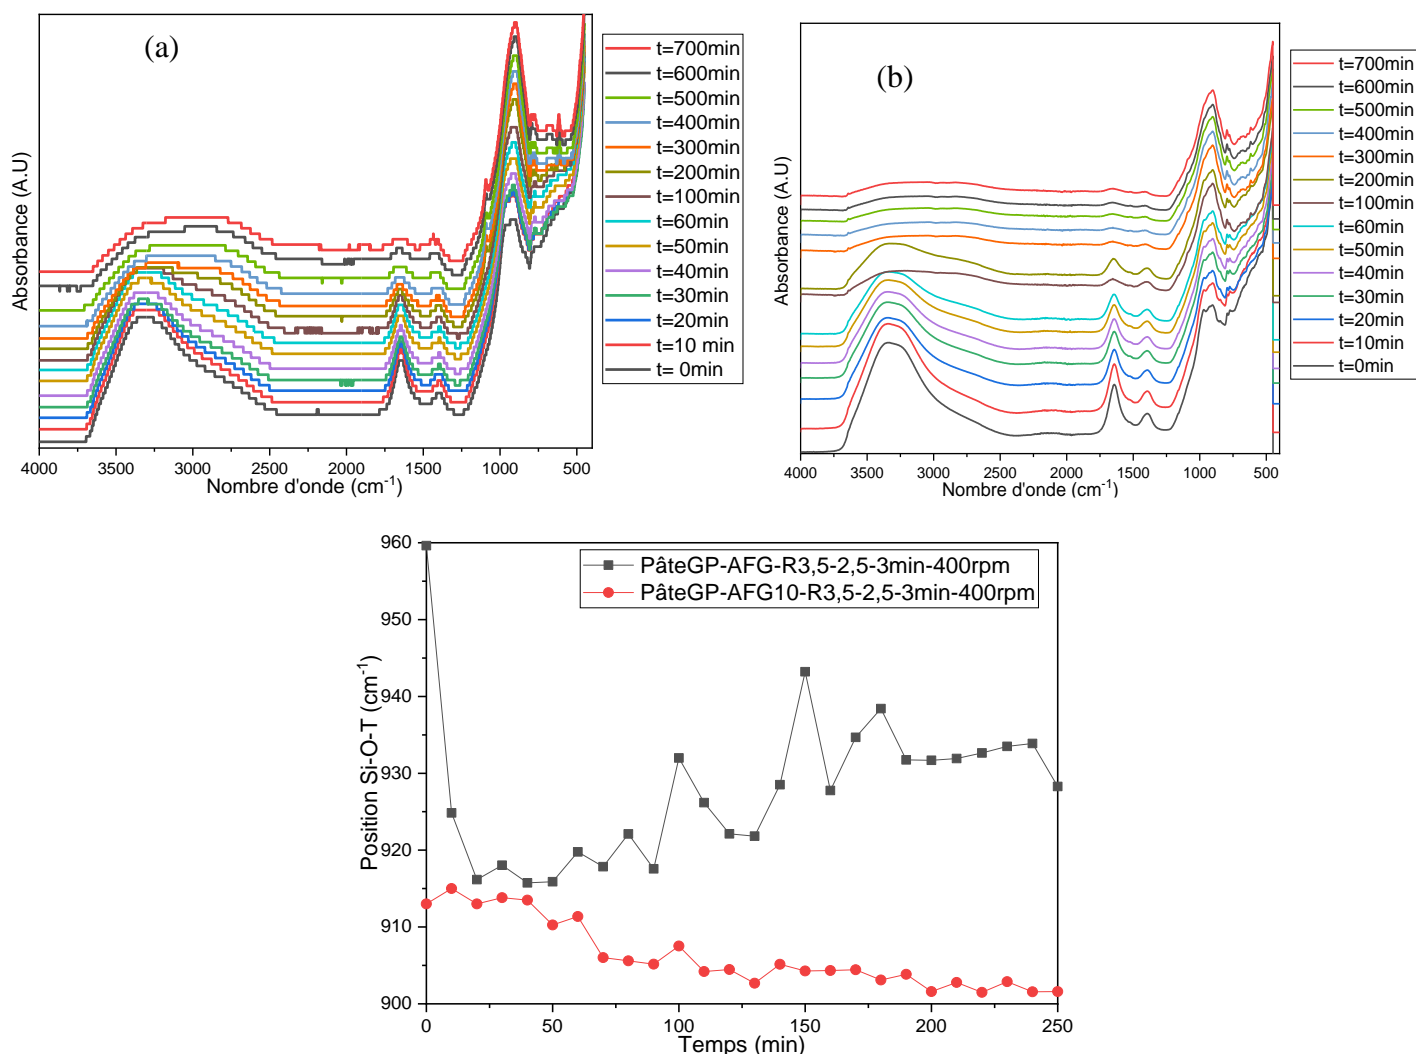 (a)
t=700min
t=600min
t=500min
t=400min
t=300min
t=200min
t=100min
t=60min
t=50min
t=40min
t=30min
t=20min
t=10 min
t= 0min
Absorbance (A.U)
4000 3500 3000 2500 2000 1500 1000 500
Nombre d'onde (cm-1)
(b)
t=700min
t=600min
t=500min
t=400min
t=300min
t=200min
t=100min
t=60min
t=50min
t=40min
t=30min
t=20min
t=10min
t=0min
Absorbance (A.U)
4000 3500 3000 2500 2000 1500 1000 500
Nombre d'onde (cm-1)
PâteGP-AFG-R3,5-2,5-3min-400rpm
PâteGP-AFG10-R3,5-2,5-3min-400rpm
Position Si-O-T (cm-1)
960
950
940
930
920
910
900
0 50 100 150 200 250
Temps (min)